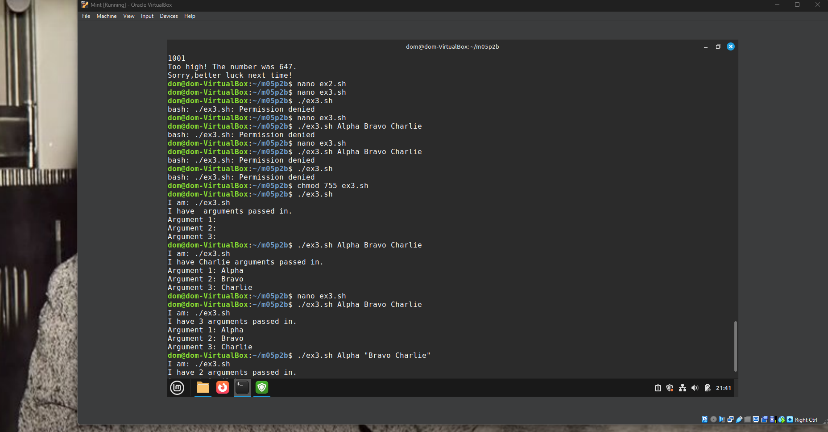 Mint [Running] - Oracle VirtualBox
File Machine View Input Devices Help
dom@dom-VirtualBox: ~/m05p2b
1001
Too high! The number was 647.
Sorry,better luck next time!
dom@dom-VirtualBox:~/m05p2b$ nano ex2.sh
dom@dom-VirtualBox:~/m05p2b$ nano ex3.sh
dom@dom-VirtualBox:~/m05p2b$ ./ex3.sh
bash: ./ex3.sh: Permission denied
dom@dom-VirtualBox:~/m05p2b$ nano ex3.sh
dom@dom-VirtualBox:~/m05p2b$ ./ex3.sh Alpha Bravo Charlie
bash: ./ex3.sh: Permission denied
dom@dom-VirtualBox:~/m05p2b$ nano ex3.sh
dom@dom-VirtualBox:~/m05p2b$ ./ex3.sh Alpha Bravo Charlie
bash: ./ex3.sh: Permission denied
dom@dom-VirtualBox:~/m05p2b$ ./ex3.sh
bash: ./ex3.sh: Permission denied
dom@dom-VirtualBox:~/m05p2b$ chmod 755 ex3.sh
dom@dom-VirtualBox:~/m05p2b$ ./ex3.sh
I am: ./ex3.sh
I have  arguments passed in.
Argument 1:
Argument 2:
Argument 3:
dom@dom-VirtualBox:~/m05p2b$ ./ex3.sh Alpha Bravo Charlie
I am: ./ex3.sh
I have Charlie arguments passed in.
Argument 1: Alpha
Argument 2: Bravo
Argument 3: Charlie
dom@dom-VirtualBox:~/m05p2b$ nano ex3.sh
dom@dom-VirtualBox:~/m05p2b$ ./ex3.sh Alpha Bravo Charlie
I am: ./ex3.sh
I have 3 arguments passed in.
Argument 1: Alpha
Argument 2: Bravo
Argument 3: Charlie
dom@dom-VirtualBox:~/m05p2b$ ./ex3.sh Alpha "Bravo Charlie"
I am: ./ex3.sh
I have 2 arguments passed in.
21:41
Right Ctrl